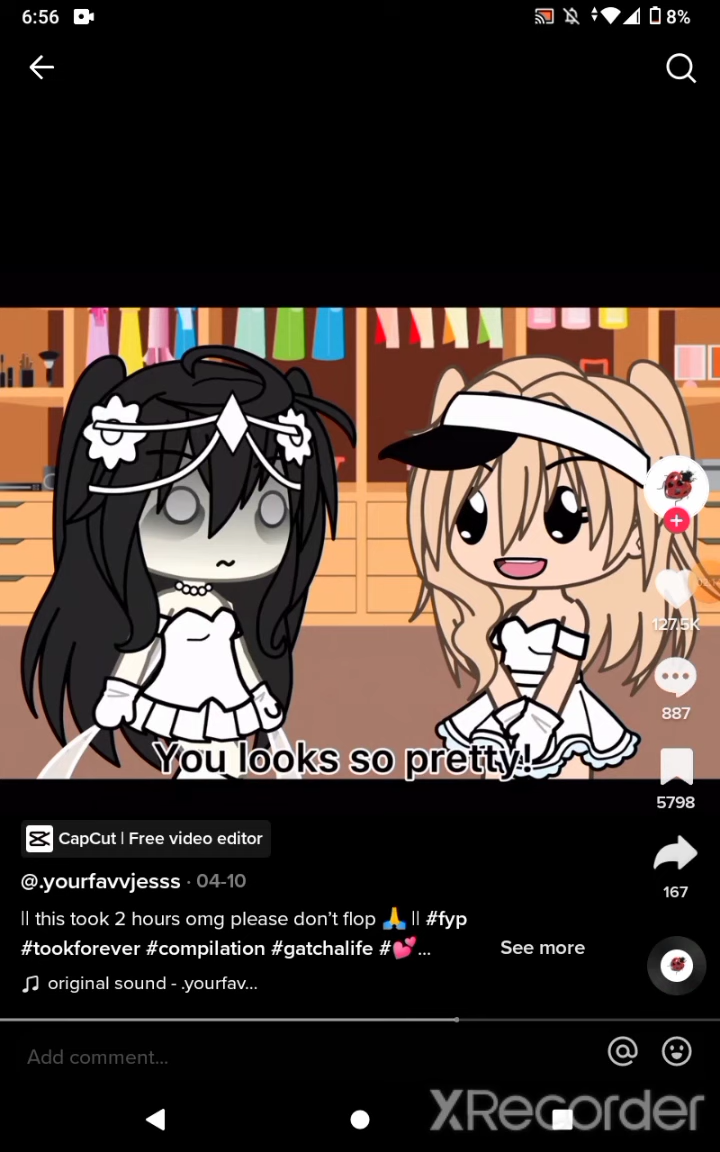 6:56
8%
You looks so pretty!
127.5K
887
5798
167
CapCut | Free video editor
@.yourfavvjesss · 04-10
|| this took 2 hours omg please don't flop 🙏 || #fyp
#tookforever #compilation #gatchalife #💕... See more
original sound - .yourfav...
Add comment...
XRecorder